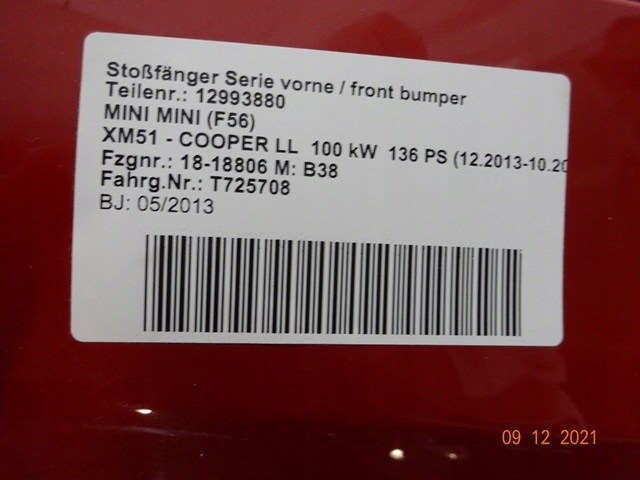 Stoßfänger Serie vorne / front bumper
Teilenr.: 12993880
MINI MINI (F56)
XM51 - COOPER LL 100 kW 136 PS (12.2013-10.20
Fzgnr.: 18-18806 M: B38
Fahrg.Nr.: T725708
BJ: 05/2013
09 12 2021